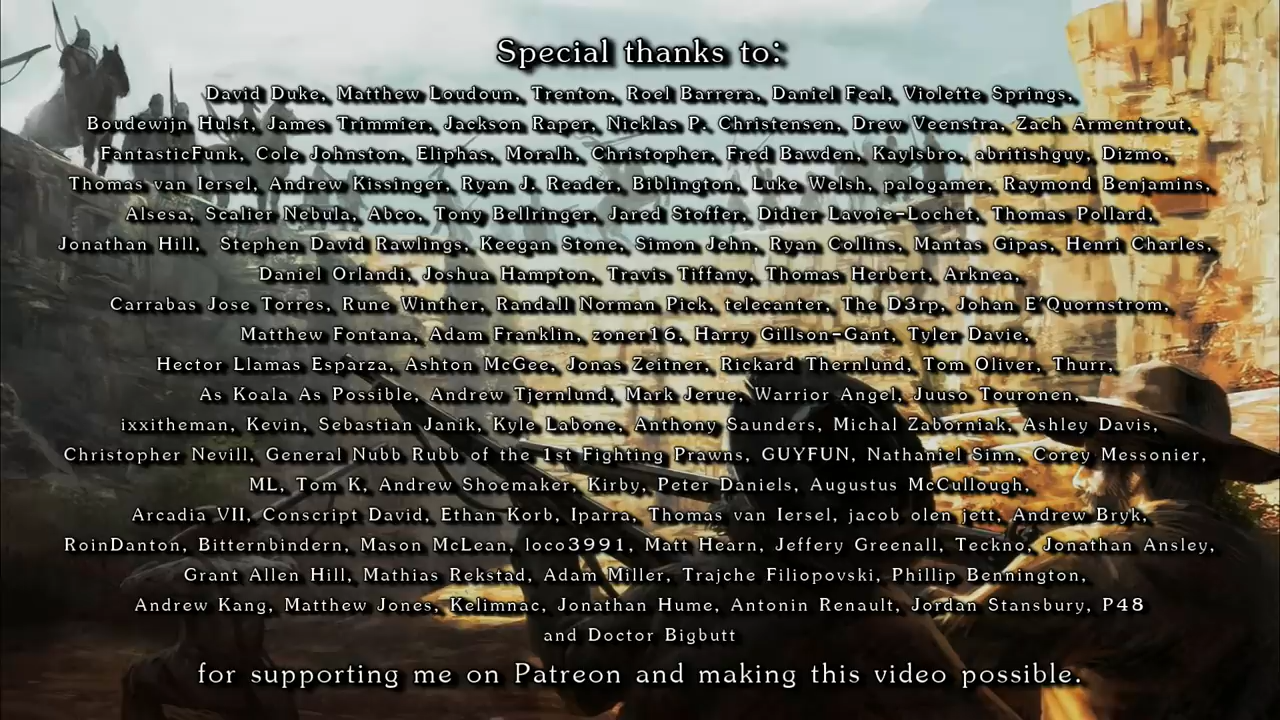 Special thanks to:
David Duke, Matthew Loudoun, Trenton, Roel Barrera, Daniel Feal, Violette Springs,
Boudewijn Hulst, James Trimmier, Jackson Raper, Nicklas P. Christensen, Drew Veenstra, Zach Armentrout,
FantasticFunk, Cole Johnston, Eliphas, Moralh, Christopher, Fred Bawden, Kaylsbro, abritishguy, Dizmo,
Thomas van Iersel, Andrew Kissinger, Ryan J. Reader, Biblington, Luke Welsh, palogamer, Raymond Benjamins,
Alsesa, Scalier Nebula, Abco, Tony Bellringer, Jared Stoffer, Didier Lavoie-Lochet, Thomas Pollard,
Jonathan Hill, Stephen David Rawlings, Keegan Stone, Simon Jehn, Ryan Collins, Mantas Gipas, Henri Charles,
Daniel Orlandi, Joshua Hampton, Travis Tiffany, Thomas Herbert, Arknea,
Carrabas Jose Torres, Rune Winther, Randall Norman Pick, telecanter, The D3rp, Johan E'Quornstrom,
Matthew Fontana, Adam Franklin, zoner16, Harry Gillson-Gant, Tyler Davie,
Hector Llamas Esparza, Ashton McGee, Jonas Zeitner, Rickard Thernlund, Tom Oliver, Thurr,
As Koala As Possible, Andrew Tjernlund, Mark Jerue, Warrior Angel, Juuso Touronen,
ixxitheman, Kevin, Sebastian Janik, Kyle Labone, Anthony Saunders, Michal Zaborniak, Ashley Davis,
Christopher Nevill, General Nubb Rubb of the 1st Fighting Prawns, GUYFUN, Nathaniel Sinn, Corey Messonier,
ML, Tom K, Andrew Shoemaker, Kirby, Peter Daniels, Augustus McCullough,
Arcadia VII, Conscript David, Ethan Korb, Iparra, Thomas van Iersel, jacob olen jett, Andrew Bryk,
RoinDanton, Bitternbindern, Mason McLean, loco3991, Matt Hearn, Jeffery Greenall, Teckno, Jonathan Ansley,
Grant Allen Hill, Mathias Rekstad, Adam Miller, Trajche Filiopovski, Phillip Bennington,
Andrew Kang, Matthew Jones, Kelimnac, Jonathan Hume, Antonin Renault, Jordan Stansbury, P48
and Doctor Bigbutt
for supporting me on Patreon and making this video possible.